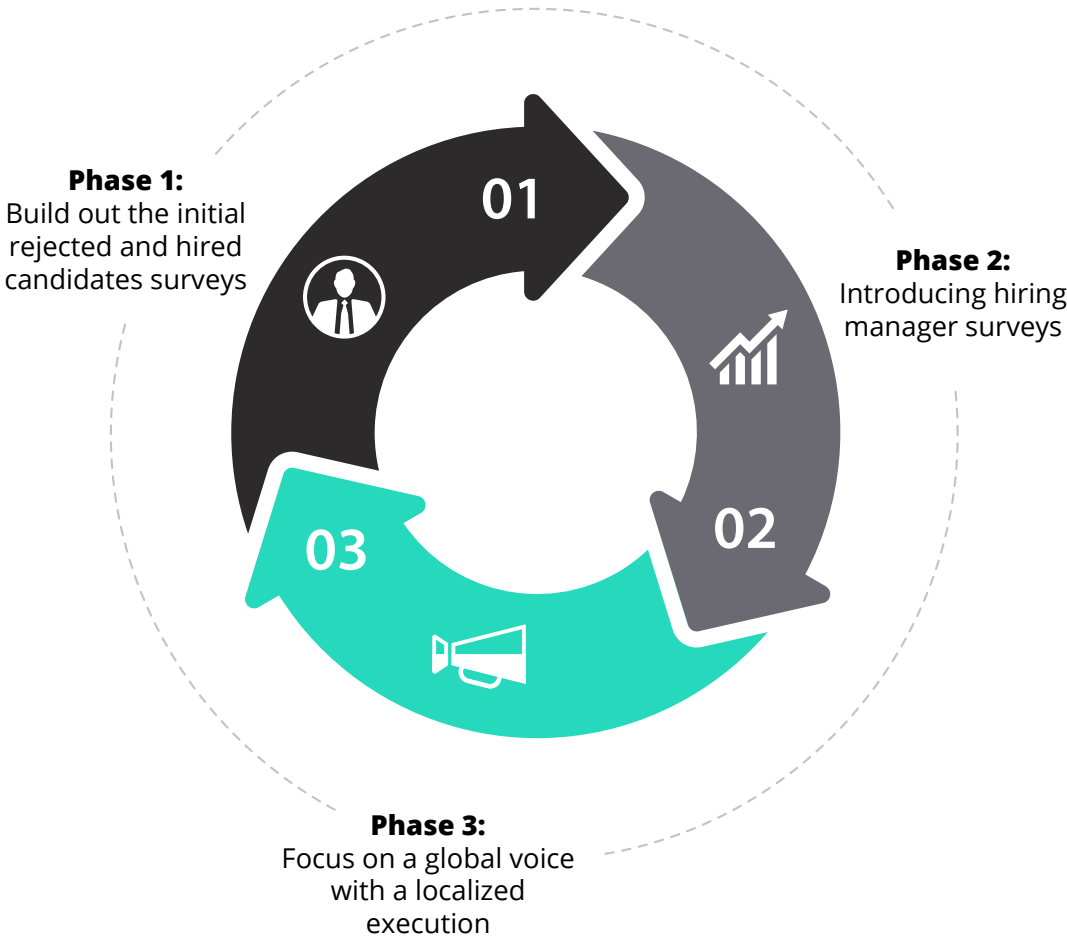 01
Phase 1:
Build out the initial
rejected and hired
candidates surveys
Phase 2:
Introducing hiring
manager surveys
02
03
Phase 3:
Focus on a global voice
with a localized
execution